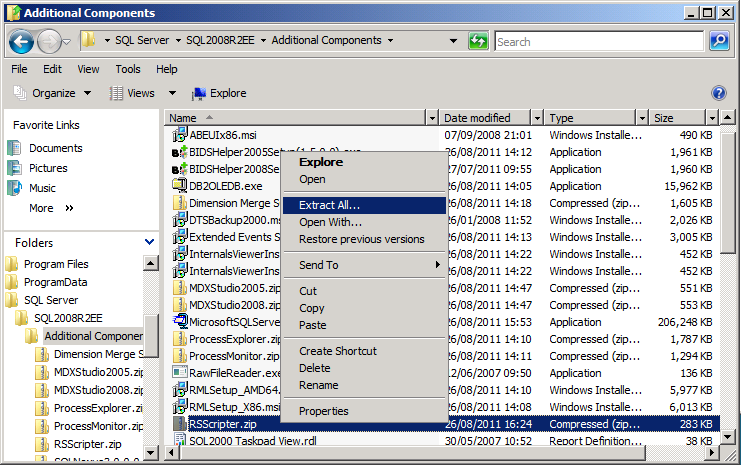 Additional Components
SQL Server SQL2008R2EE Additional Components
Search
File Edit View Tools Help
Organize Views Explore
Favorite Links
Documents
Pictures
Music
More »
Folders
Program Files
ProgramData
SQL Server
SQL2008R2EE
Additional Componen
Dimension Merge S
MDXStudio2005.zip
MDXStudio2008.zip
ProcessExplorer.zip
ProcessMonitor.zip
RSScripter.zip
Name Date modified Type Size
ABEUIx86.msi 07/09/2008 21:01 Windows Installe... 490 KB
BIDSHelper2005Setup(1.5.0.0).exe 26/08/2011 14:12 Application 1,961 KB
BIDSHelper2008Se 27/07/2011 09:55 Application 1,960 KB
DB2OLEDB.exe 26/08/2011 14:05 Application 15,962 KB
Dimension Merge S 26/08/2011 14:18 Compressed (zip... 1,603 KB
DTSBackup2000.ms 26/01/2008 11:52 Windows Installe... 1,026 KB
Extended Events S 26/08/2011 14:13 Windows Installe... 3,005 KB
InternalsViewerInst 26/08/2011 14:22 Windows Installe... 452 KB
InternalsViewerInst 26/08/2011 14:22 Windows Installe... 452 KB
MDXStudio2005.zip 26/08/2011 14:47 Compressed (zip... 551 KB
MDXStudio2008.zip 26/08/2011 14:47 Compressed (zip... 553 KB
MicrosoftSQLServe 26/08/2011 15:53 Application 206,248 KB
ProcessExplorer.zip 26/08/2011 14:11 Compressed (zip... 1,287 KB
ProcessMonitor.zip 26/08/2011 14:11 Compressed (zip... 1,294 KB
RawFileReader.exe 12/06/2007 06:50 Application 166 KB
RMLSetup_AMD64. 26/08/2011 14:10 Windows Installe... 5,977 KB
RMLSetup_X86.msi 26/08/2011 14:08 Windows Installe... 6,013 KB
RSScripter.zip 26/08/2011 16:24 Compressed (zip... 283 KB
SQL2000 Taskpad View.rdl 30/05/2007 10:52 Report Definition... 38 KB
Explore
Open
Extract All...
Open With...
Restore previous versions
Send To
Cut
Copy
Paste
Create Shortcut
Delete
Rename
Properties